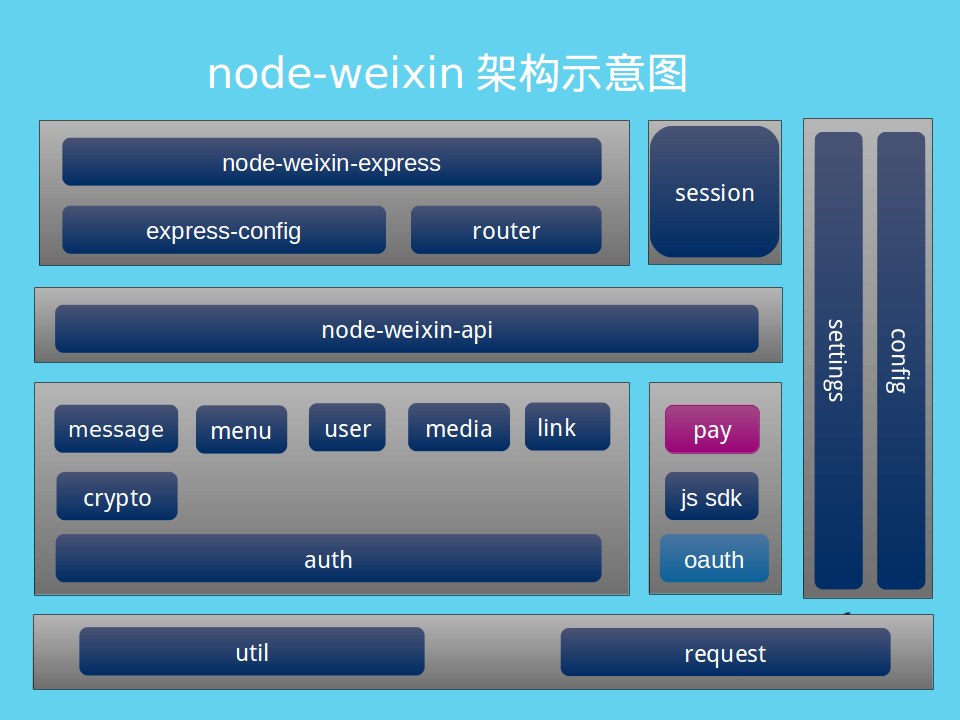 node-weixin 架构示意图
node-weixin-express
express-config
router
session
settings
config
node-weixin-api
message
menu
user
media
link
crypto
auth
pay
js sdk
oauth
util
request